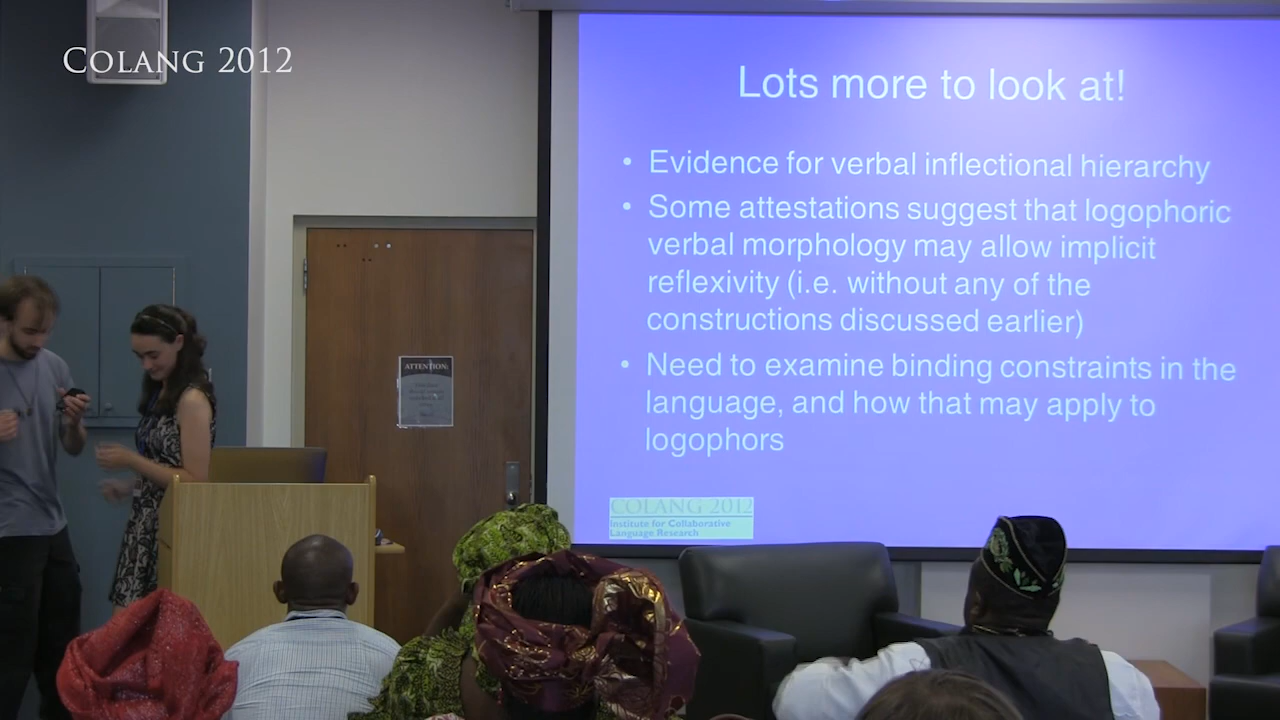 COLANG 2012
Lots more to look at!
• Evidence for verbal inflectional hierarchy
• Some attestations suggest that logophoric
verbal morphology may allow implicit
reflexivity (i.e. without any of the
constructions discussed earlier)
• Need to examine binding constraints in the
language, and how that may apply to
logophors
COLANG 2012
Institute for Collaborative
Language Research
ATTENTION: